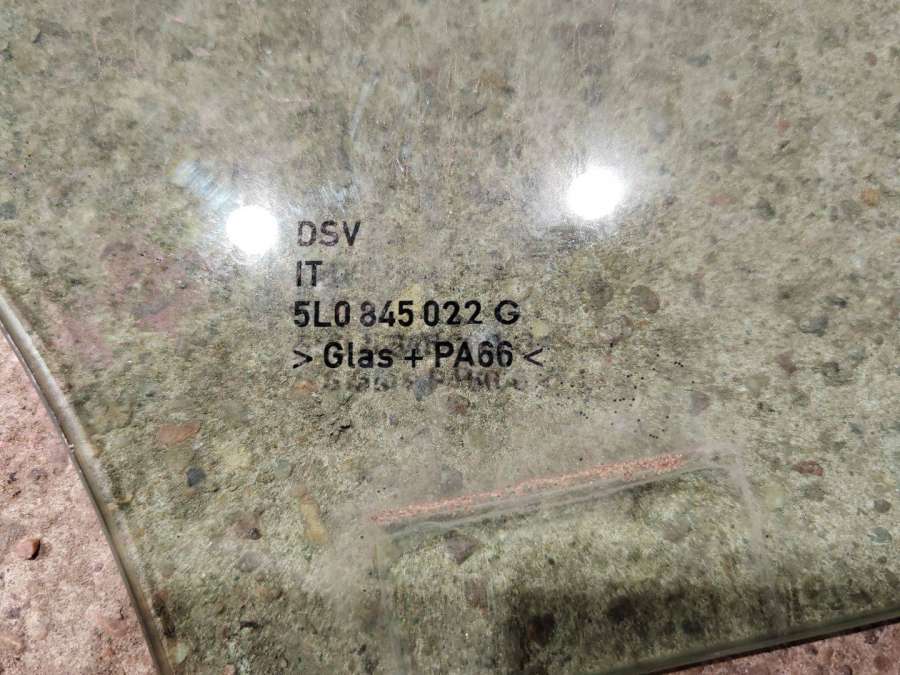 DSV
IT
5L0 845 022 G
> Glas + PA66 <